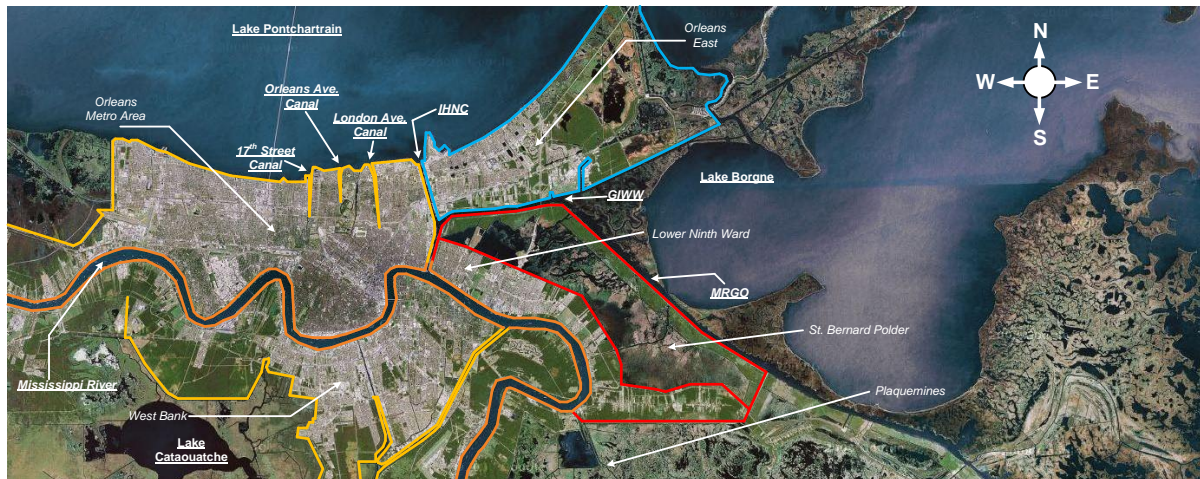 Lake Pontchartrain
Orleans
East
N
W
E
S
Orleans
Metro Area
Orleans Ave.
Canal
London Ave.
Canal
IHNC
17th Street
Canal
Lake Borgne
GIWW
Lower Ninth Ward
MRGO
St. Bernard Polder
Mississippi River
Plaquemines
West Bank
Lake
Cataouatche